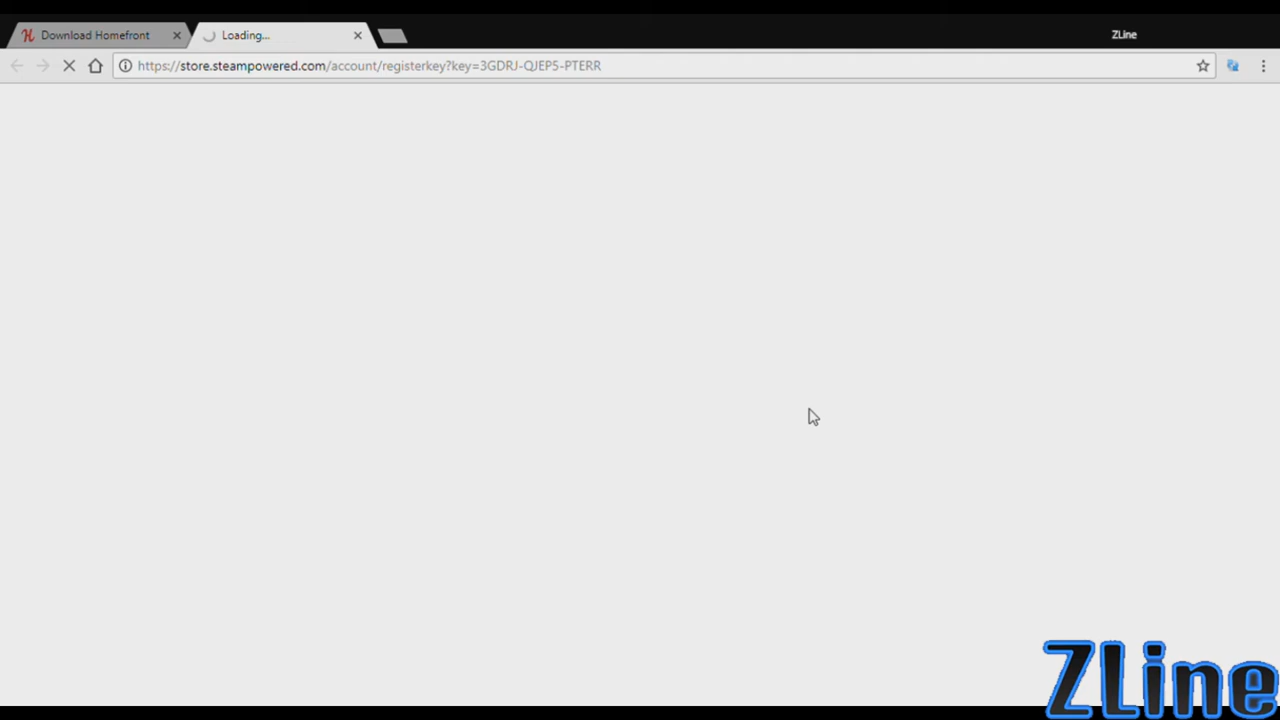 Download Homefront
Loading...
ZLine
https://store.steampowered.com/account/registerkey?key=3GDRJ-QJEP5-PTERR
ZLine